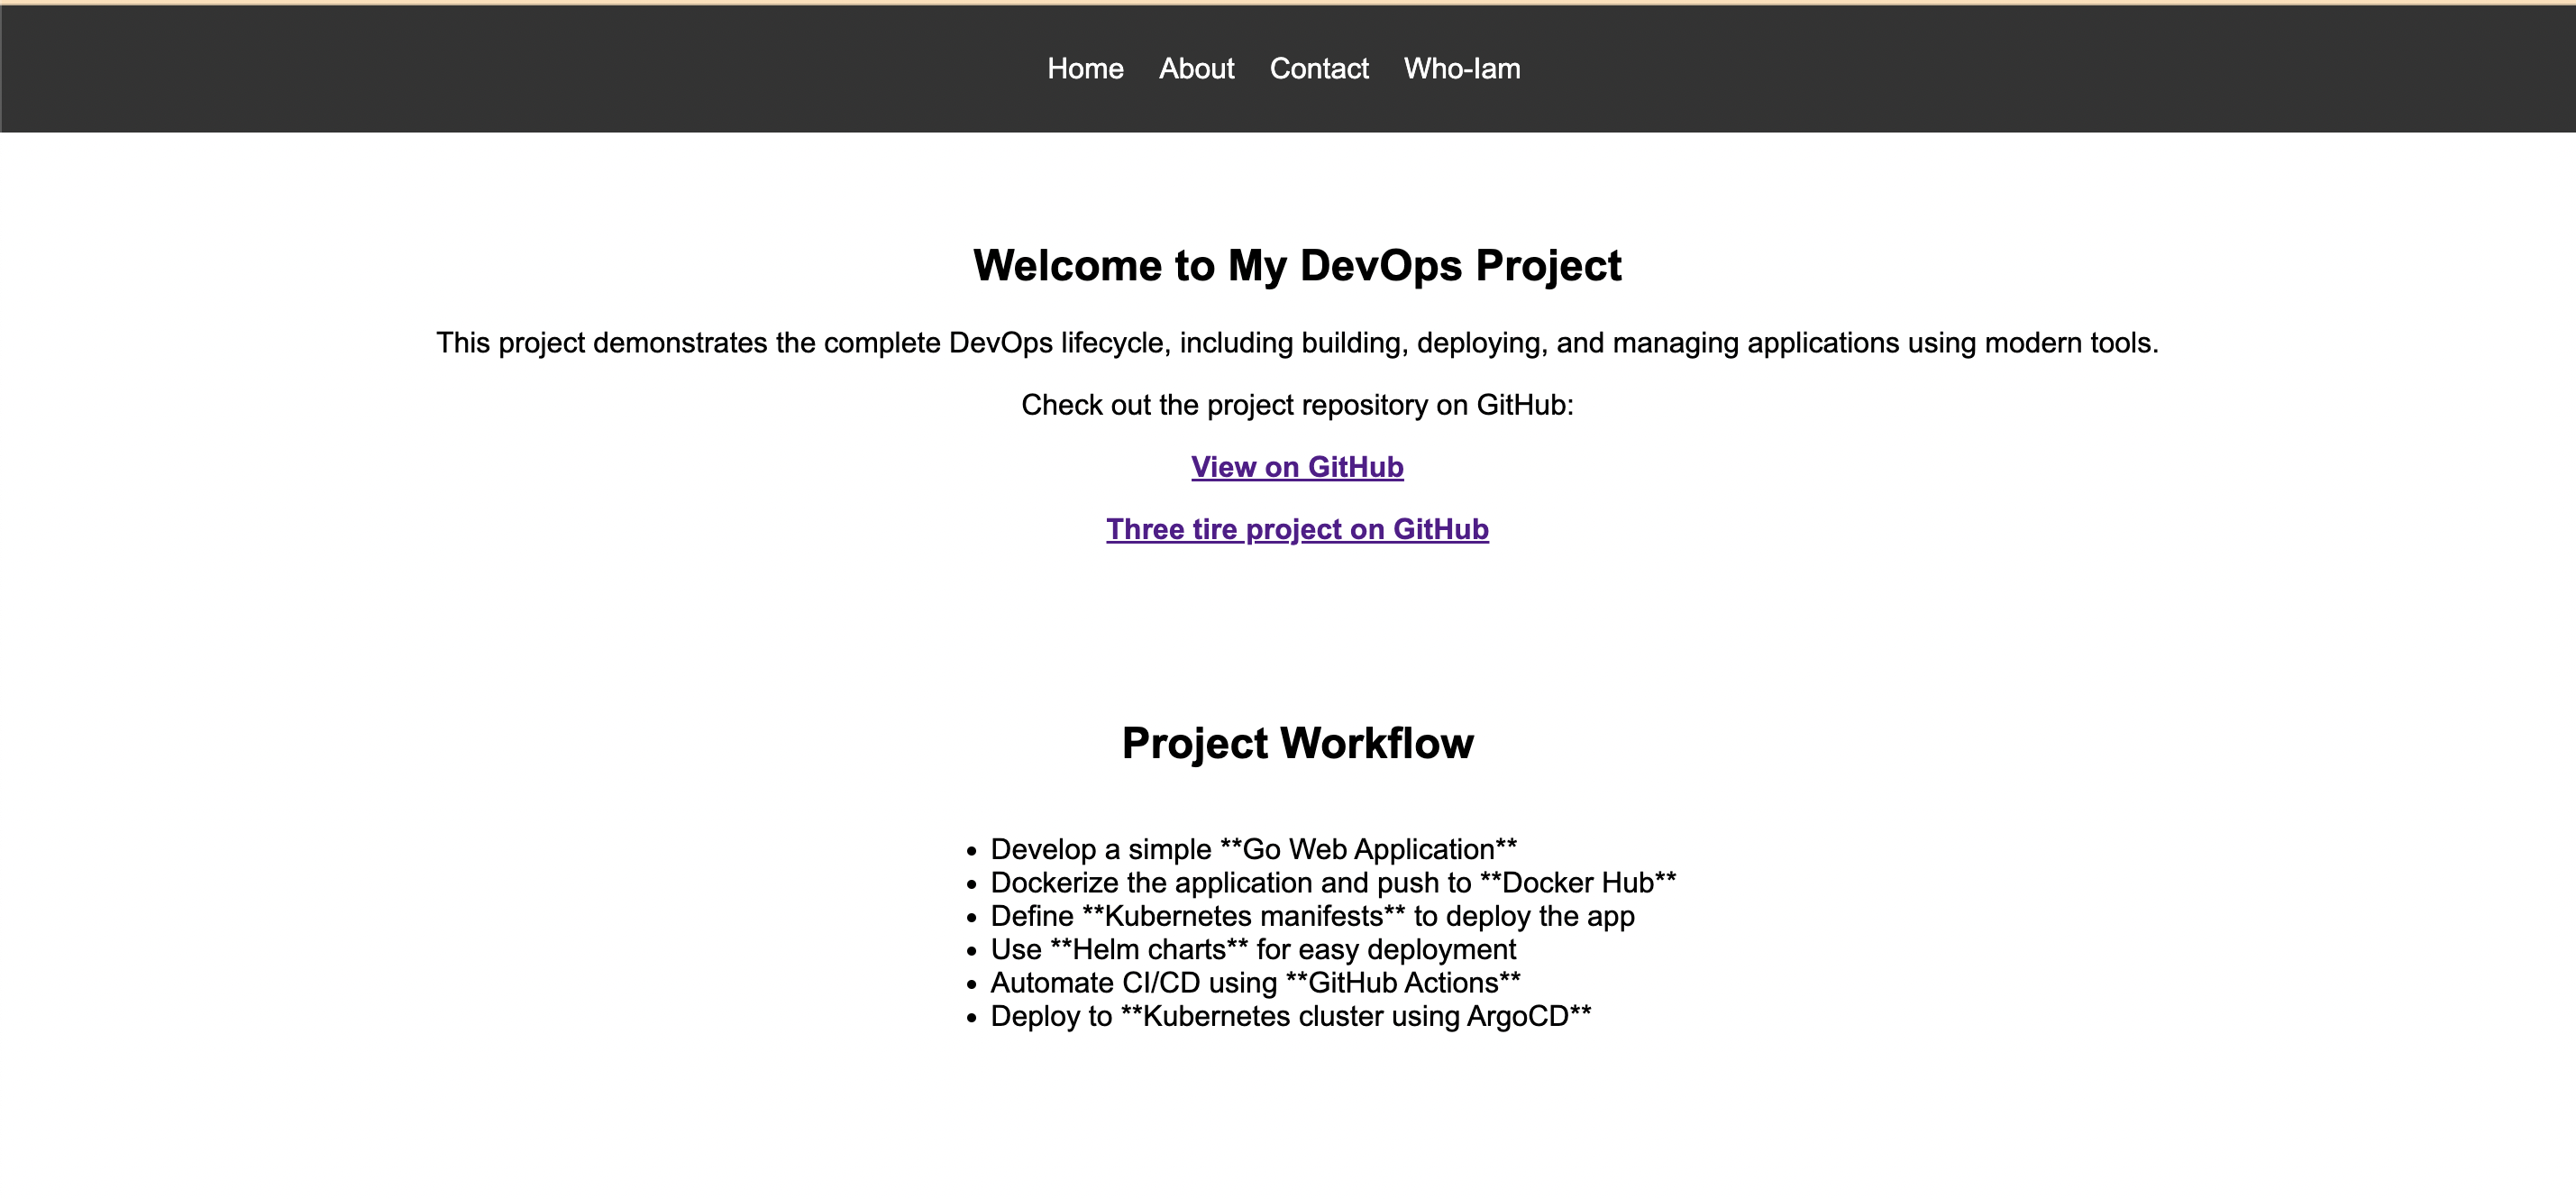 Home About Contact Who-Iam
Welcome to My DevOps Project
This project demonstrates the complete DevOps lifecycle, including building, deploying, and managing applications using modern tools.
Check out the project repository on GitHub:
View on GitHub
Three tire project on GitHub
Project Workflow
• Develop a simple **Go Web Application**
• Dockerize the application and push to **Docker Hub**
• Define **Kubernetes manifests** to deploy the app
• Use **Helm charts** for easy deployment
• Automate CI/CD using **GitHub Actions**
• Deploy to **Kubernetes cluster using ArgoCD**